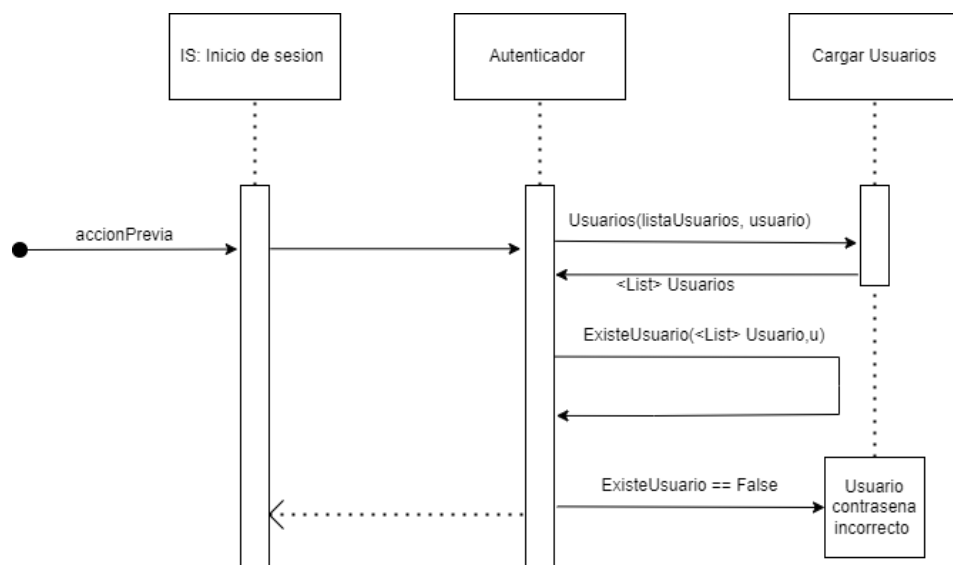 IS: Inicio de sesion
Autenticador
Cargar Usuarios
accionPrevia
Usuarios(listaUsuarios, usuario)
<List> Usuarios
ExisteUsuario(<List> Usuario,u)
ExisteUsuario == False
Usuario
contrasena
incorrecto